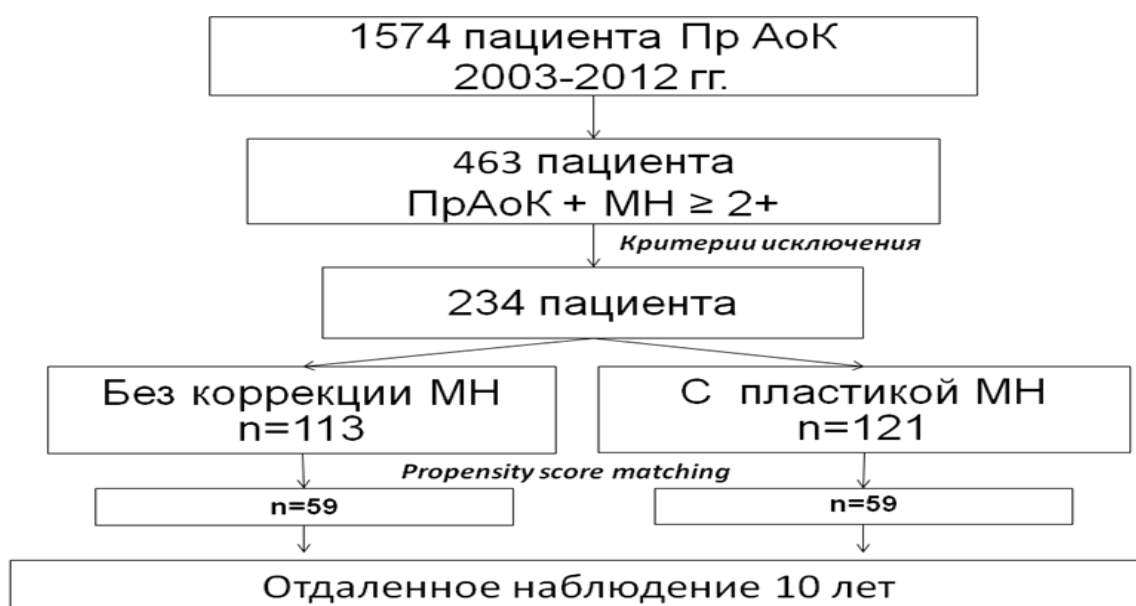 1574 пациента Пр АоК
2003-2012 гг.
463 пациента
ПрАоК + МН ≥ 2+
Критерии исключения
234 пациента
Без коррекции МН
n=113
С пластикой МН
n=121
Propensity score matching
n=59
n=59
Отдаленное наблюдение 10 лет